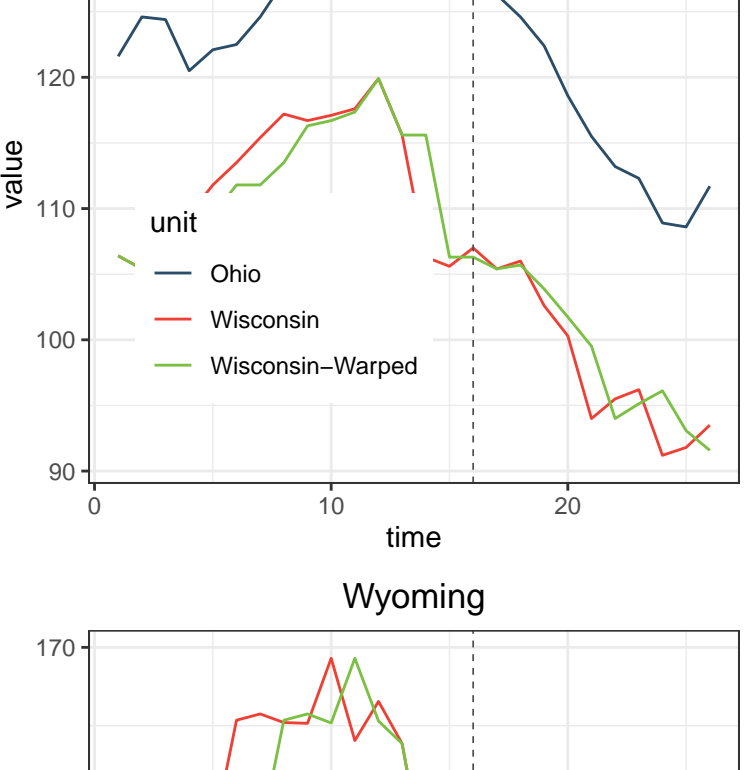 120
110
100
90
value
unit
Ohio
Wisconsin
Wisconsin–Warped
0 10 20
time
Wyoming
170